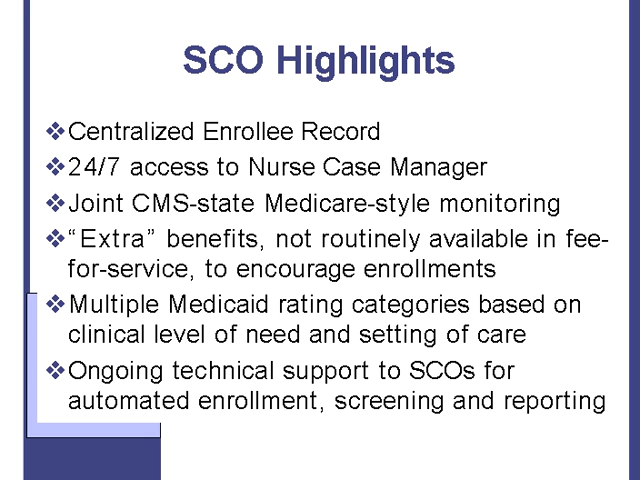 SCO Highlights
❖Centralized Enrollee Record
❖24/7 access to Nurse Case Manager
❖Joint CMS-state Medicare-style monitoring
❖“Extra” benefits, not routinely available in fee-
for-service, to encourage enrollments
❖Multiple Medicaid rating categories based on
clinical level of need and setting of care
❖Ongoing technical support to SCOs for
automated enrollment, screening and reporting